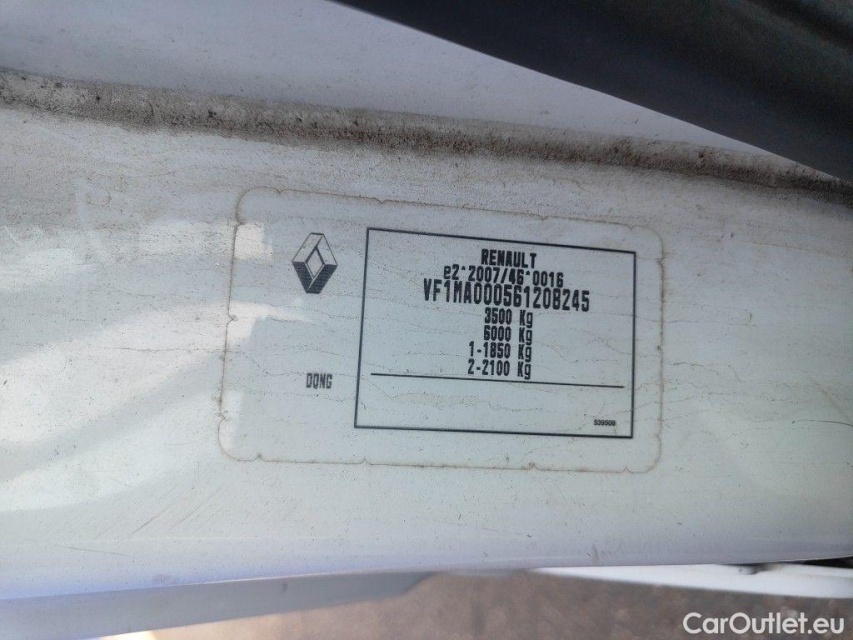 RENAULT
e2*2007/46*0016
VF1MA000561208245
3500 Kg
6000 Kg
1-1850 Kg
2-2100 Kg
DQNG
CarOutlet.eu